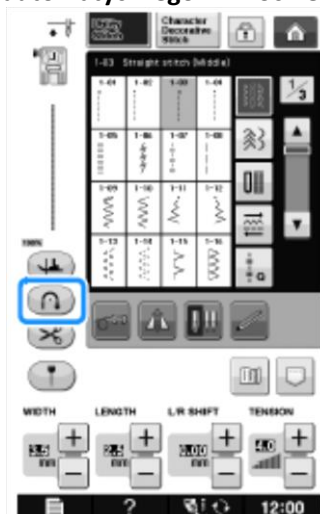 Utility Stitch
Character Decorative Stitch
1-03 Straight stitch (Middle)
1-01 1-02 1-03 1-04
1/3
1-05 1-06 1-07 1-08
1-09 1-10 1-11 1-12
1-13 1-14 1-15 1-16
100%
WIDTH LENGTH L/R SHIFT TENSION
3.5 mm 2.5 mm 0.00 mm 4.0
+ + + +
− − − −
? 12:00